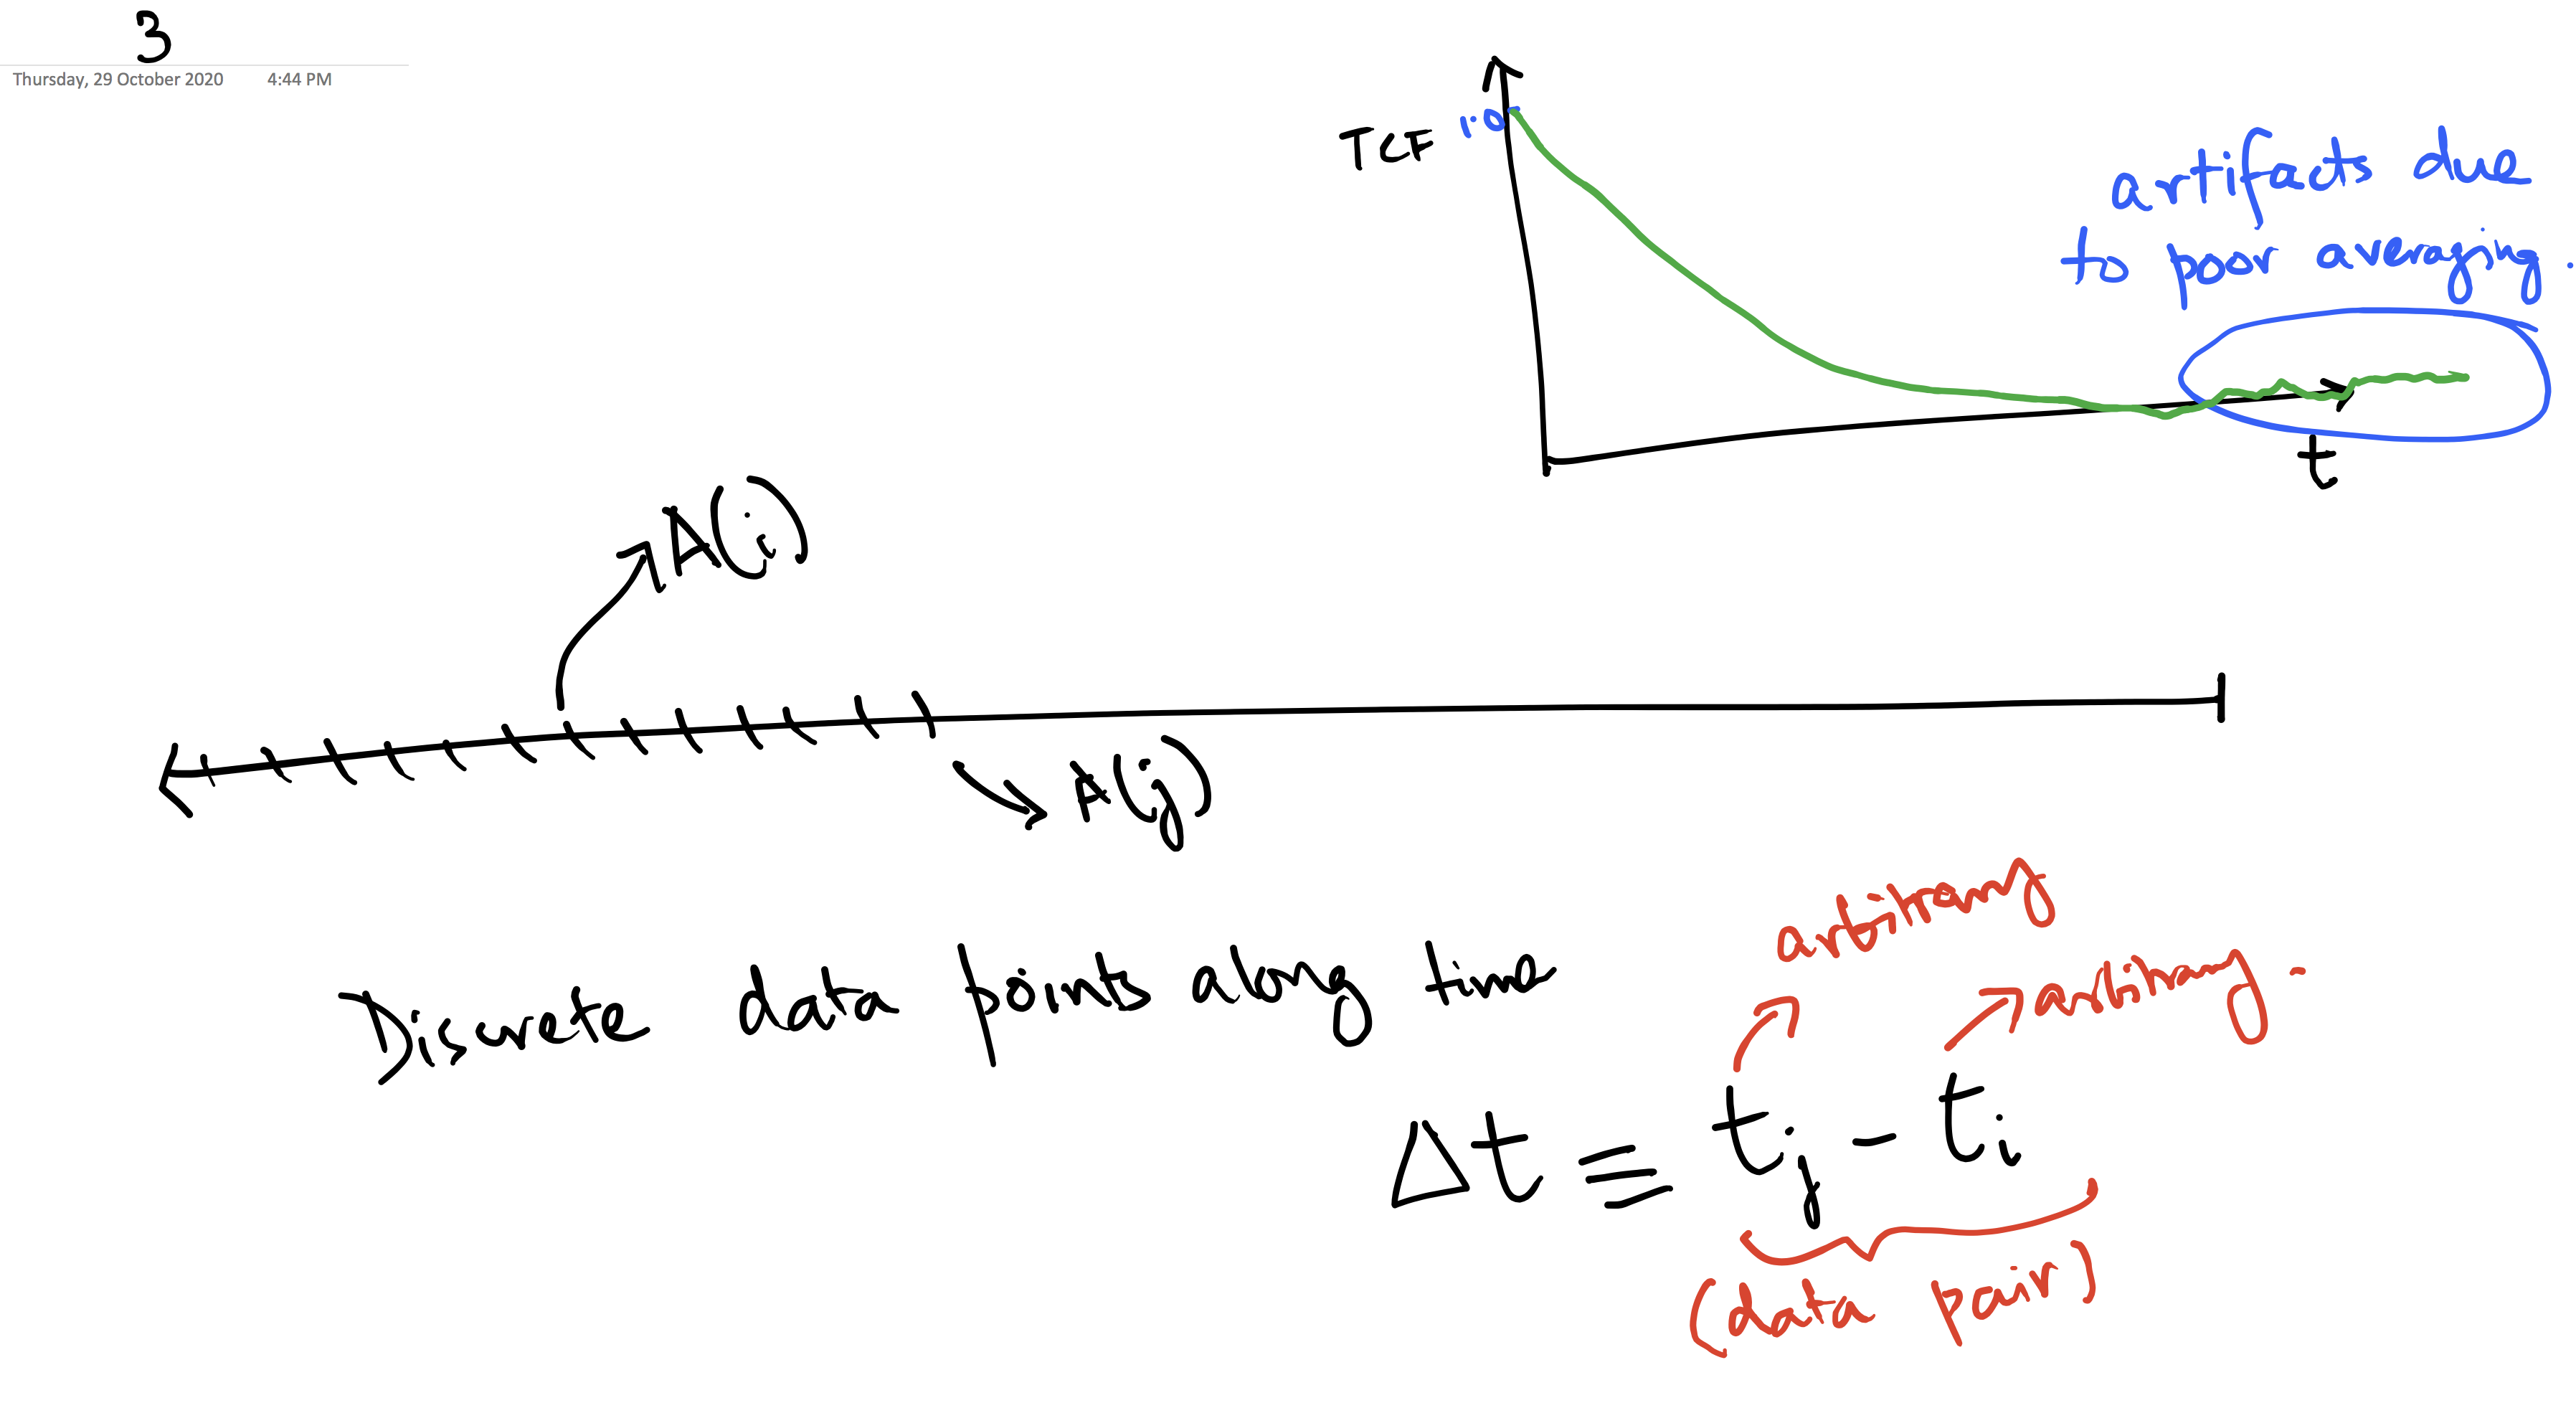 3
Thursday, 29 October 2020 4:44 PM
TCF
1.0
artifacts due
to poor averaging.
t
A(i)
A(j)
Discrete data points along time
arbitrary
arbitrary.
Δt ≡ tj - ti
(data pair)